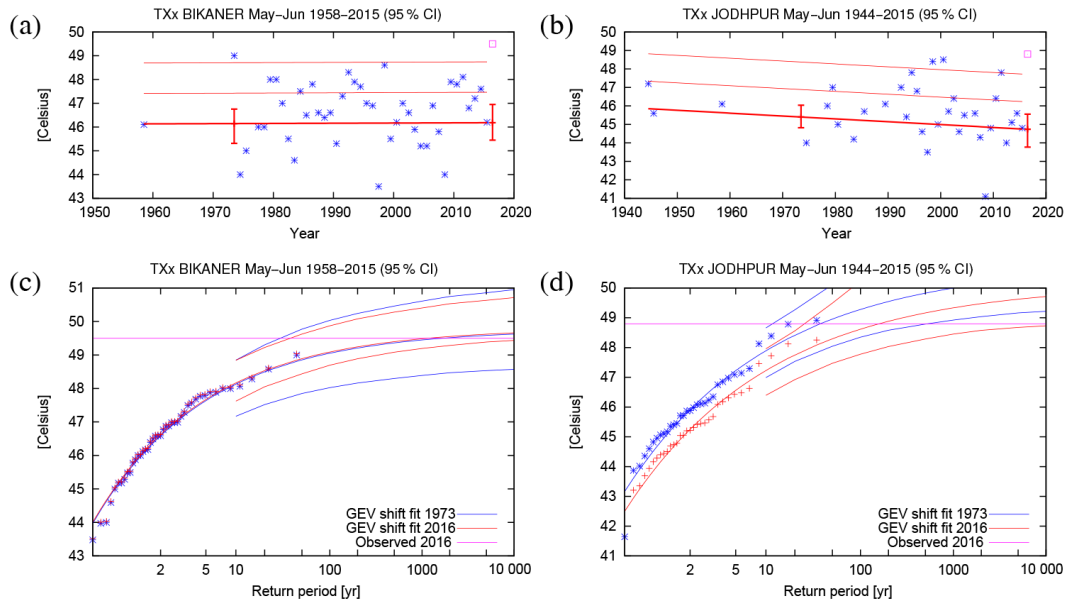 (a)
TXx BIKANER May–Jun 1958–2015 (95 % CI)
50
49
48
47
46
45
44
43
[Celsius]
1950 1960 1970 1980 1990 2000 2010 2020
Year
(b)
TXx JODHPUR May–Jun 1944–2015 (95 % CI)
50
49
48
47
46
45
44
43
42
41
[Celsius]
1940 1950 1960 1970 1980 1990 2000 2010 2020
Year
(c)
TXx BIKANER May–Jun 1958–2015 (95 % CI)
51
50
49
48
47
46
45
44
43
[Celsius]
GEV shift fit 1973
GEV shift fit 2016
Observed 2016
2 5 10 100 1000 10 000
Return period [yr]
(d)
TXx JODHPUR May–Jun 1944–2015 (95 % CI)
50
49
48
47
46
45
44
43
42
41
[Celsius]
GEV shift fit 1973
GEV shift fit 2016
Observed 2016
2 5 10 100 1000 10 000
Return period [yr]